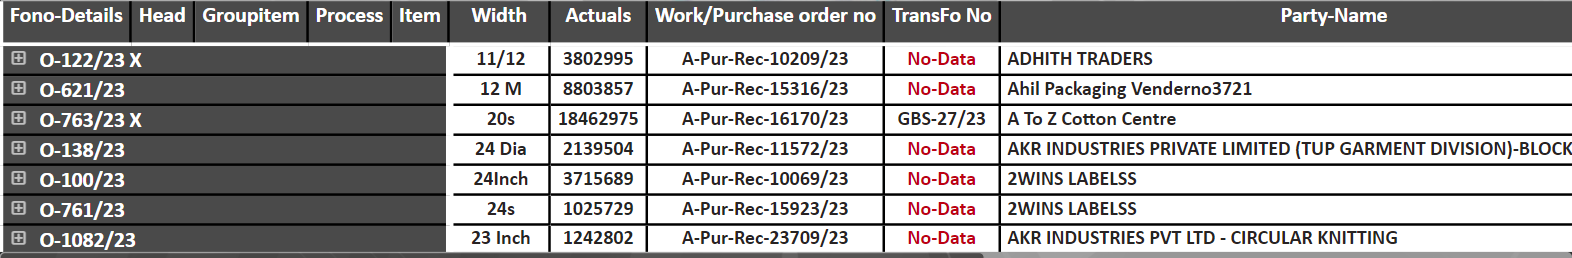 Fono-Details Head Groupitem Process Item Width Actuals Work/Purchase order no TransFo No Party-Name
O-122/23 X 11/12 3802995 A-Pur-Rec-10209/23 No-Data ADHITH TRADERS
O-621/23 12 M 8803857 A-Pur-Rec-15316/23 No-Data Ahil Packaging Venderno3721
O-763/23 X 20s 18462975 A-Pur-Rec-16170/23 GBS-27/23 A To Z Cotton Centre
O-138/23 24 Dia 2139504 A-Pur-Rec-11572/23 No-Data AKR INDUSTRIES PRIVATE LIMITED (TUP GARMENT DIVISION)-BLOCK
O-100/23 24Inch 3715689 A-Pur-Rec-10069/23 No-Data 2WINS LABELSS
O-761/23 24s 1025729 A-Pur-Rec-15923/23 No-Data 2WINS LABELSS
O-1082/23 23 Inch 1242802 A-Pur-Rec-23709/23 No-Data AKR INDUSTRIES PVT LTD - CIRCULAR KNITTING